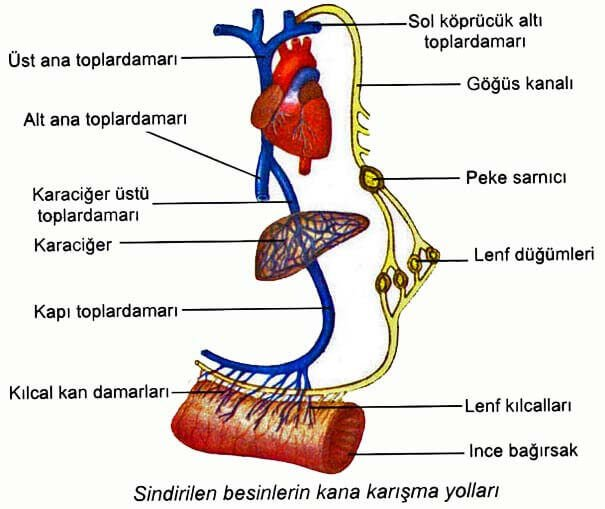 Sol köprücük altı
toplardamarı
Üst ana toplardamarı
Göğüs kanalı
Alt ana toplardamarı
Peke sarnıcı
Karaciğer üstü
toplardamarı
Karaciğer
Lenf düğümleri
Kapı toplardamarı
Kılcal kan damarları
Lenf kılcalları
Ince bağırsak
Sindirilen besinlerin kana karışma yolları